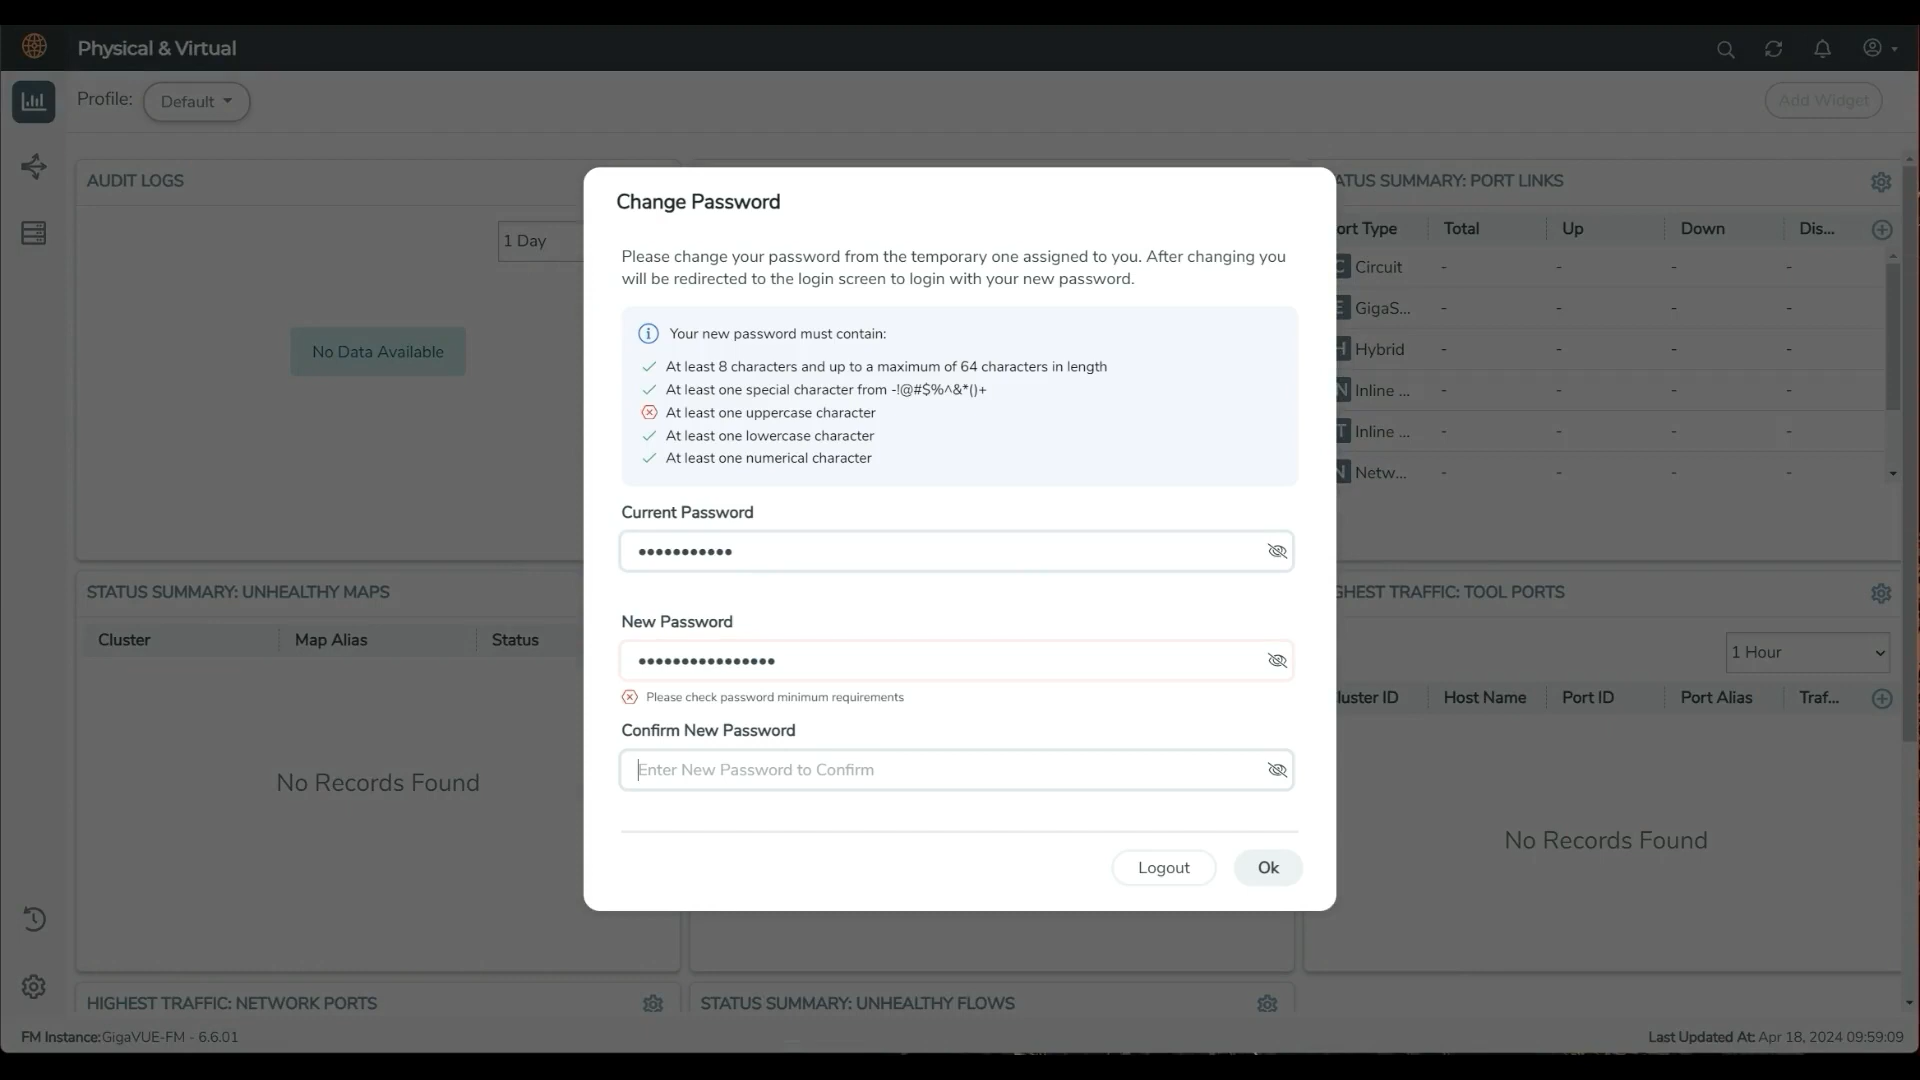 Physical & Virtual
Profile:
Default
Add Widget
AUDIT LOGS
1 Day
No Data Available
STATUS SUMMARY: UNHEALTHY MAPS
Cluster
Map Alias
Status
No Records Found
Change Password
Please change your password from the temporary one assigned to you. After changing you
will be redirected to the login screen to login with your new password.
Your new password must contain:
At least 8 characters and up to a maximum of 64 characters in length
At least one special character from -!@#$%^&*()+
At least one uppercase character
At least one lowercase character
At least one numerical character
Current Password
•••••••••••
New Password
••••••••••••••••
Please check password minimum requirements
Confirm New Password
Enter New Password to Confirm
Logout
Ok
ATUS SUMMARY: PORT LINKS
ort Type
Total
Up
Down
Dis...
Circuit - - - -
GigaS... - - - -
Hybrid - - - -
Inline ... - - - -
Inline ... - - - -
Netw... - - - -
GHEST TRAFFIC: TOOL PORTS
1 Hour
luster ID
Host Name
Port ID
Port Alias
Traf...
No Records Found
HIGHEST TRAFFIC: NETWORK PORTS
STATUS SUMMARY: UNHEALTHY FLOWS
FM Instance:GigaVUE-FM - 6.6.01
Last Updated At: Apr 18, 2024 09:59:09